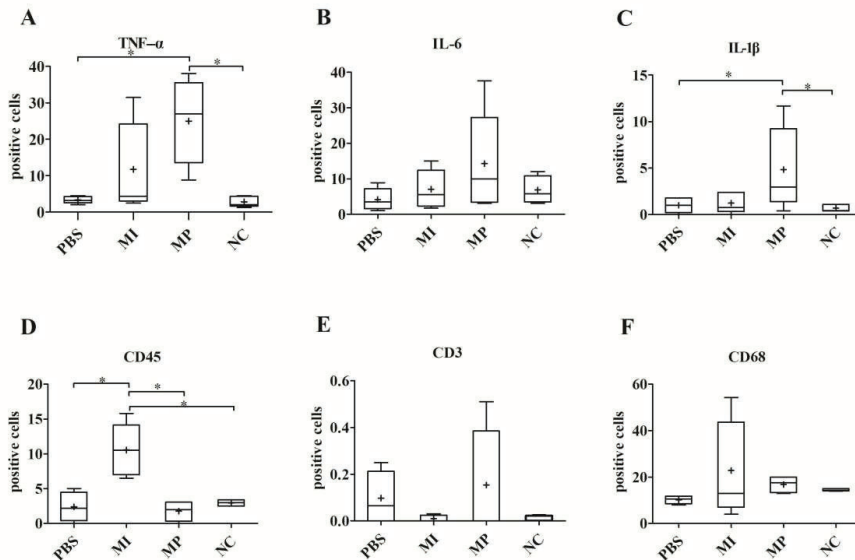 A
TNF-α
*
*
positive cells
40
30
20
10
0
PBS
MI
MP
NC
B
IL-6
positive cells
40
30
20
10
0
PBS
MI
MP
NC
C
IL-1β
*
*
positive cells
15
10
5
0
PBS
MI
MP
NC
D
CD45
*
*
*
positive cells
20
15
10
5
0
PBS
MI
MP
NC
E
CD3
positive cells
0.6
0.4
0.2
0.0
PBS
MI
MP
NC
F
CD68
positive cells
60
40
20
0
PBS
MI
MP
NC